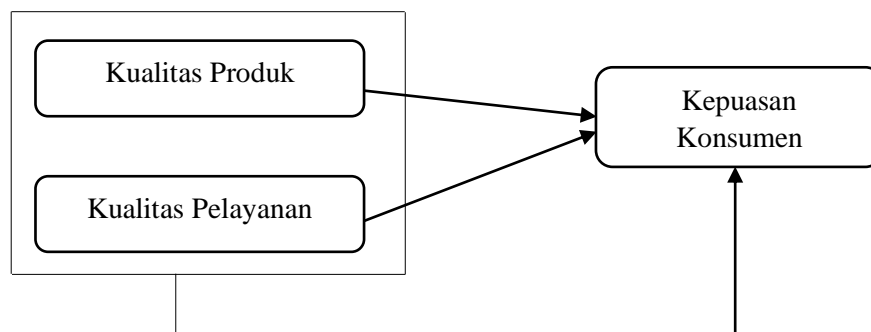 Kualitas Produk
Kualitas Pelayanan
Kepuasan
Konsumen